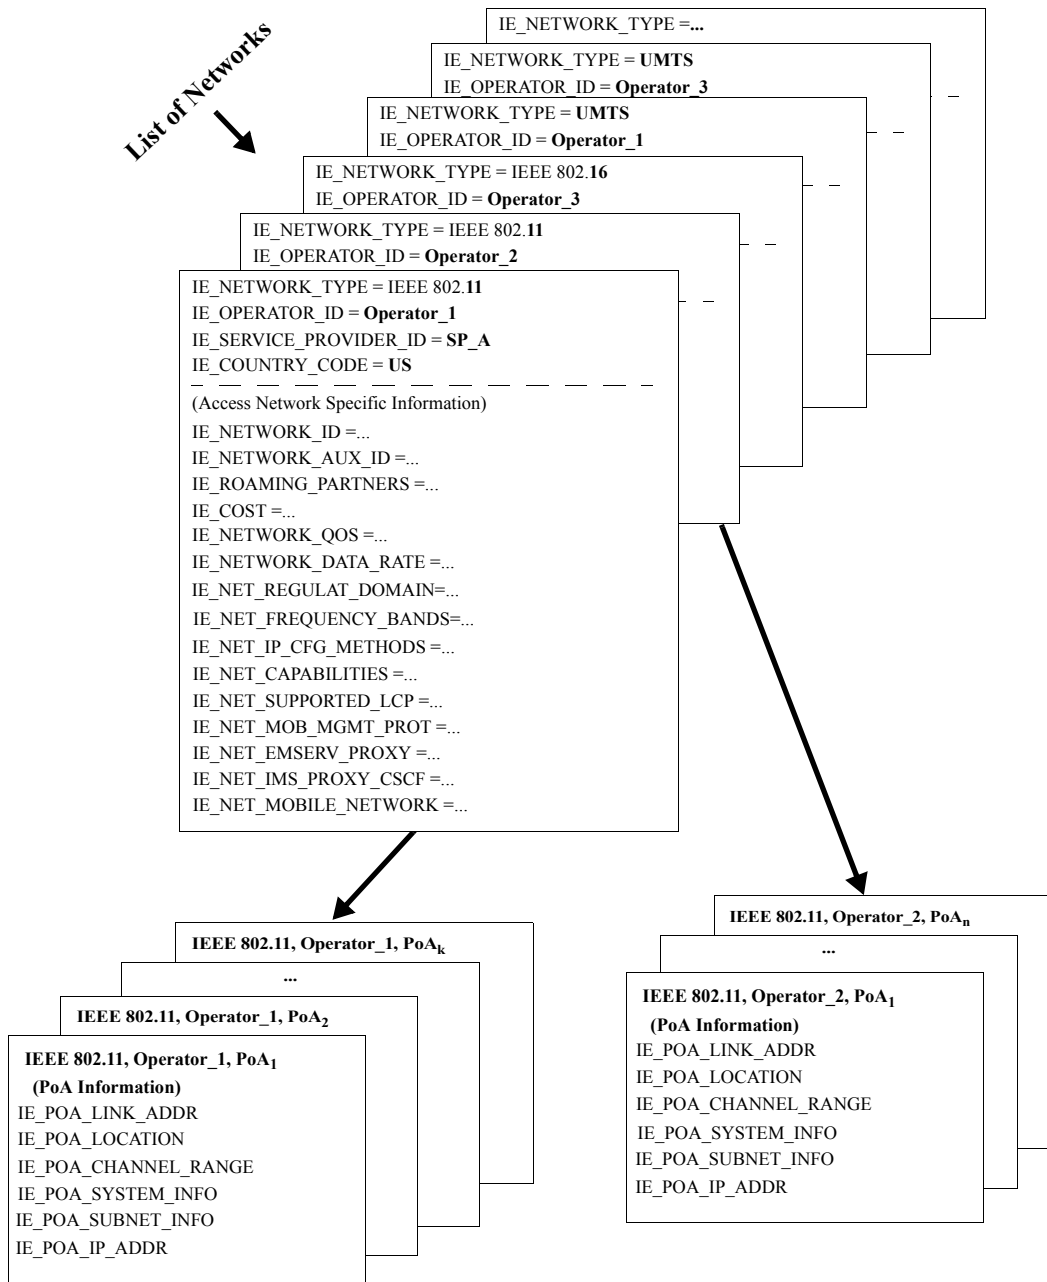 List of Networks
IE_NETWORK_TYPE =...
IE_NETWORK_TYPE = UMTS
IE_OPERATOR_ID = Operator_3
IE_NETWORK_TYPE = UMTS
IE_OPERATOR_ID = Operator_1
IE_NETWORK_TYPE = IEEE 802.16
IE_OPERATOR_ID = Operator_3
IE_NETWORK_TYPE = IEEE 802.11
IE_OPERATOR_ID = Operator_2
IE_NETWORK_TYPE = IEEE 802.11
IE_OPERATOR_ID = Operator_1
IE_SERVICE_PROVIDER_ID = SP_A
IE_COUNTRY_CODE = US
(Access Network Specific Information)
IE_NETWORK_ID =...
IE_NETWORK_AUX_ID =...
IE_ROAMING_PARTNERS =...
IE_COST =...
IE_NETWORK_QOS =...
IE_NETWORK_DATA_RATE =...
IE_NET_REGULAT_DOMAIN=...
IE_NET_FREQUENCY_BANDS=...
IE_NET_IP_CFG_METHODS =...
IE_NET_CAPABILITIES =...
IE_NET_SUPPORTED_LCP =...
IE_NET_MOB_MGMT_PROT =...
IE_NET_EMSERV_PROXY =...
IE_NET_IMS_PROXY_CSCF =...
IE_NET_MOBILE_NETWORK =...
IEEE 802.11, Operator_1, PoAk
...
IEEE 802.11, Operator_1, PoA2
IEEE 802.11, Operator_1, PoA1
(PoA Information)
IE_POA_LINK_ADDR
IE_POA_LOCATION
IE_POA_CHANNEL_RANGE
IE_POA_SYSTEM_INFO
IE_POA_SUBNET_INFO
IE_POA_IP_ADDR
IEEE 802.11, Operator_2, PoAn
...
IEEE 802.11, Operator_2, PoA1
(PoA Information)
IE_POA_LINK_ADDR
IE_POA_LOCATION
IE_POA_CHANNEL_RANGE
IE_POA_SYSTEM_INFO
IE_POA_SUBNET_INFO
IE_POA_IP_ADDR